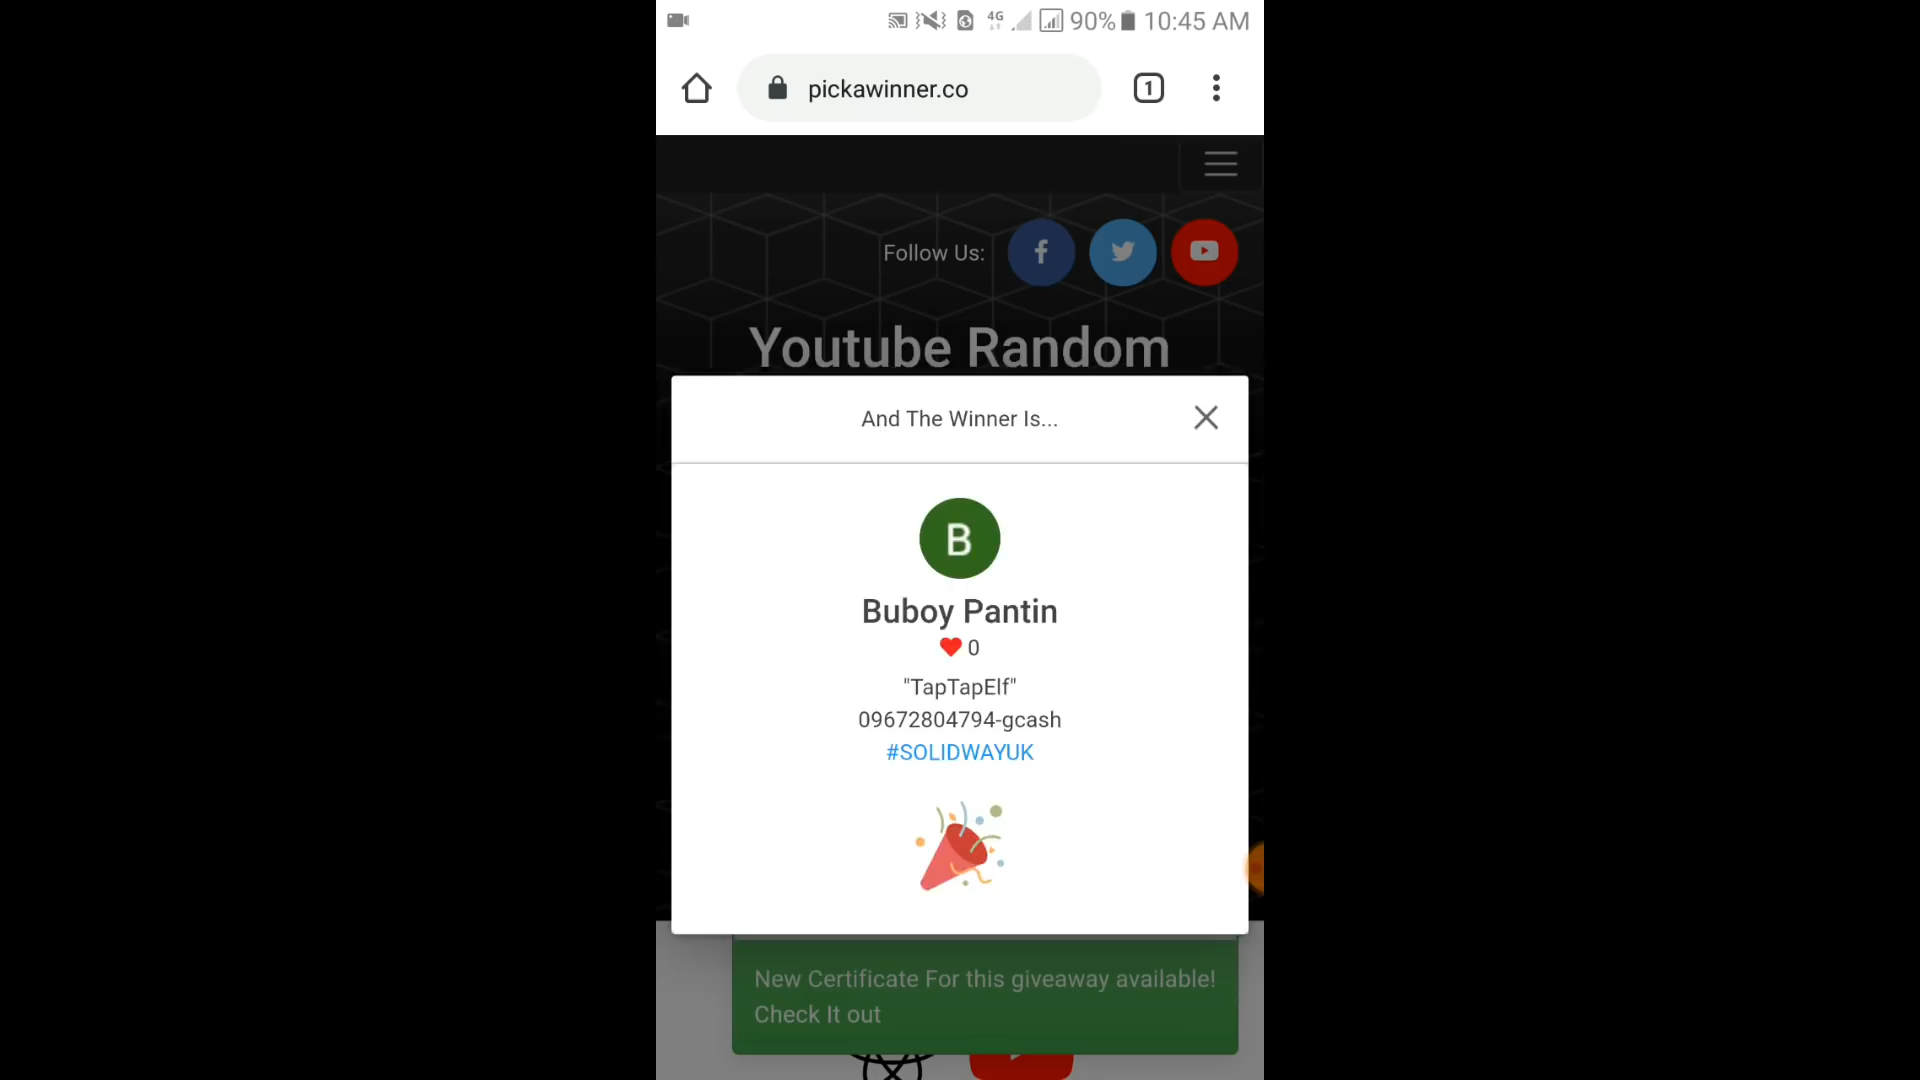 4G 90% 10:45 AM
pickawinner.co
1
Follow Us:
Youtube Random
And The Winner Is...
B
Buboy Pantin
0
"TapTapElf"
09672804794-gcash
#SOLIDWAYUK
New Certificate For this giveaway available!
Check It out